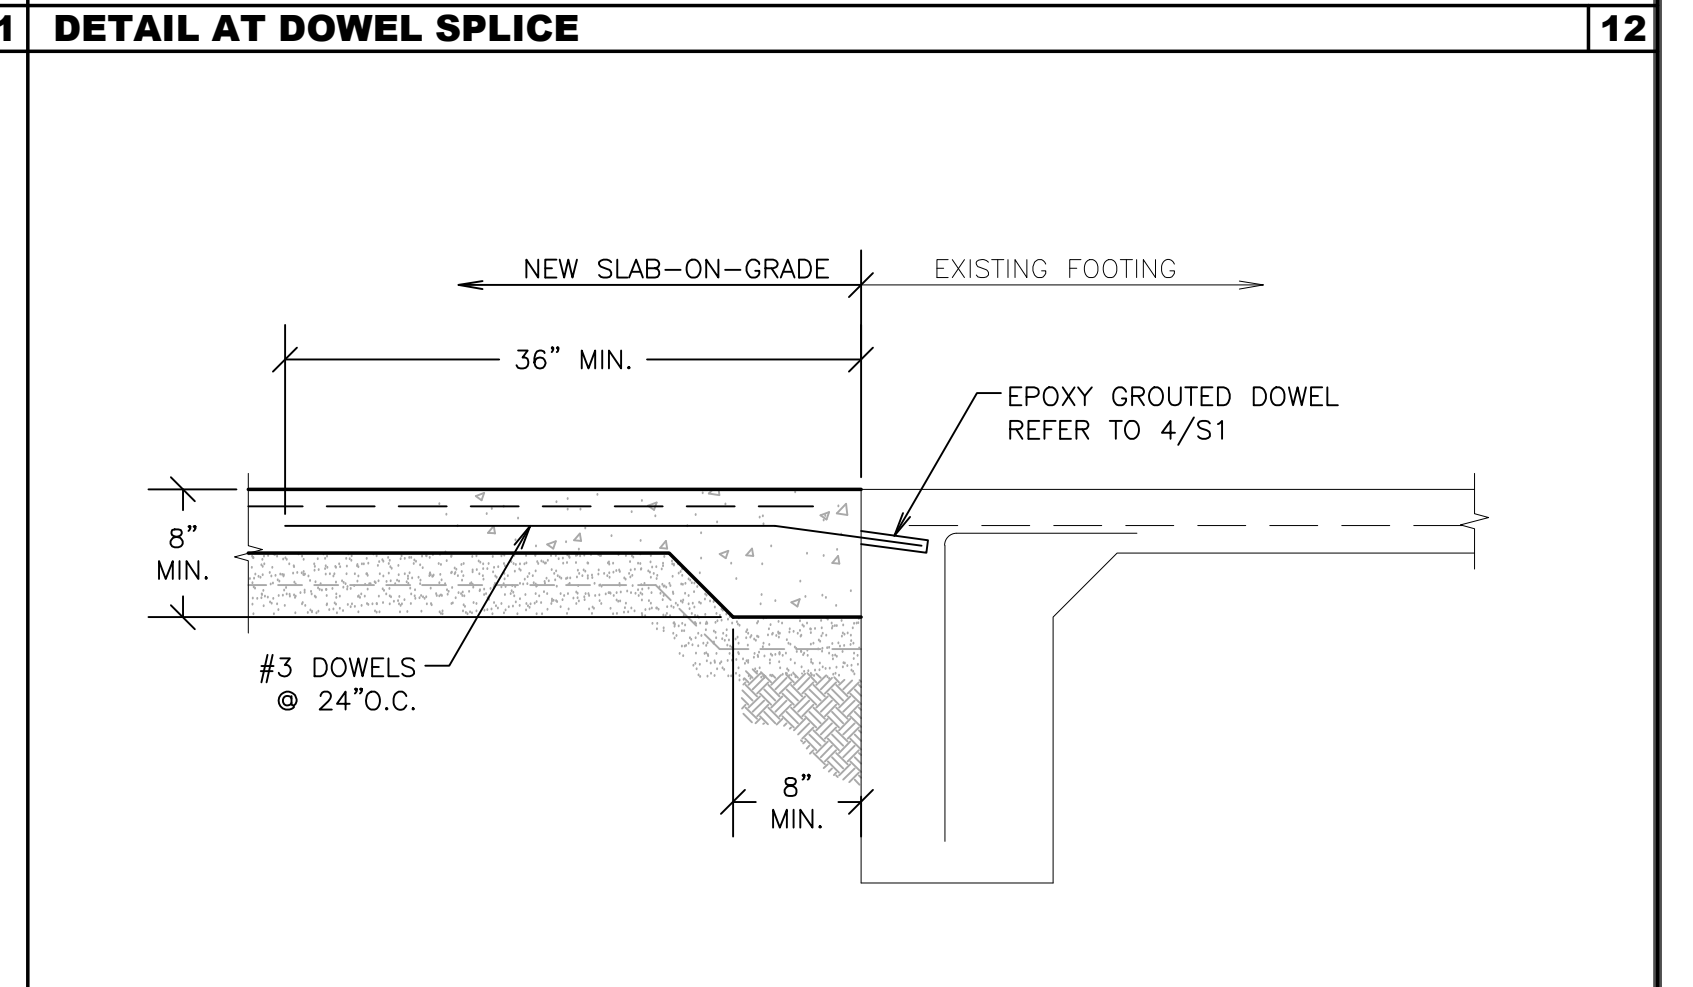 1 DETAIL AT DOWEL SPLICE 12
NEW SLAB-ON-GRADE EXISTING FOOTING
36" MIN.
EPOXY GROUTED DOWEL
REFER TO 4/S1
8"
MIN.
#3 DOWELS
@ 24"O.C.
8"
MIN.